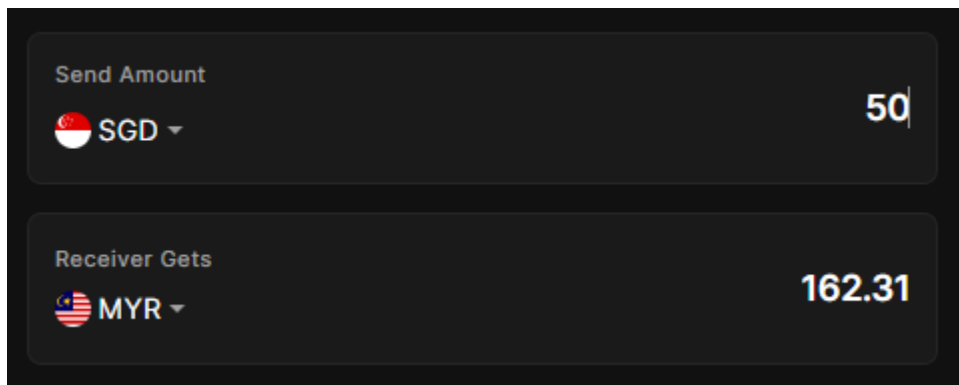 Send Amount
SGD
50
Receiver Gets
MYR
162.31